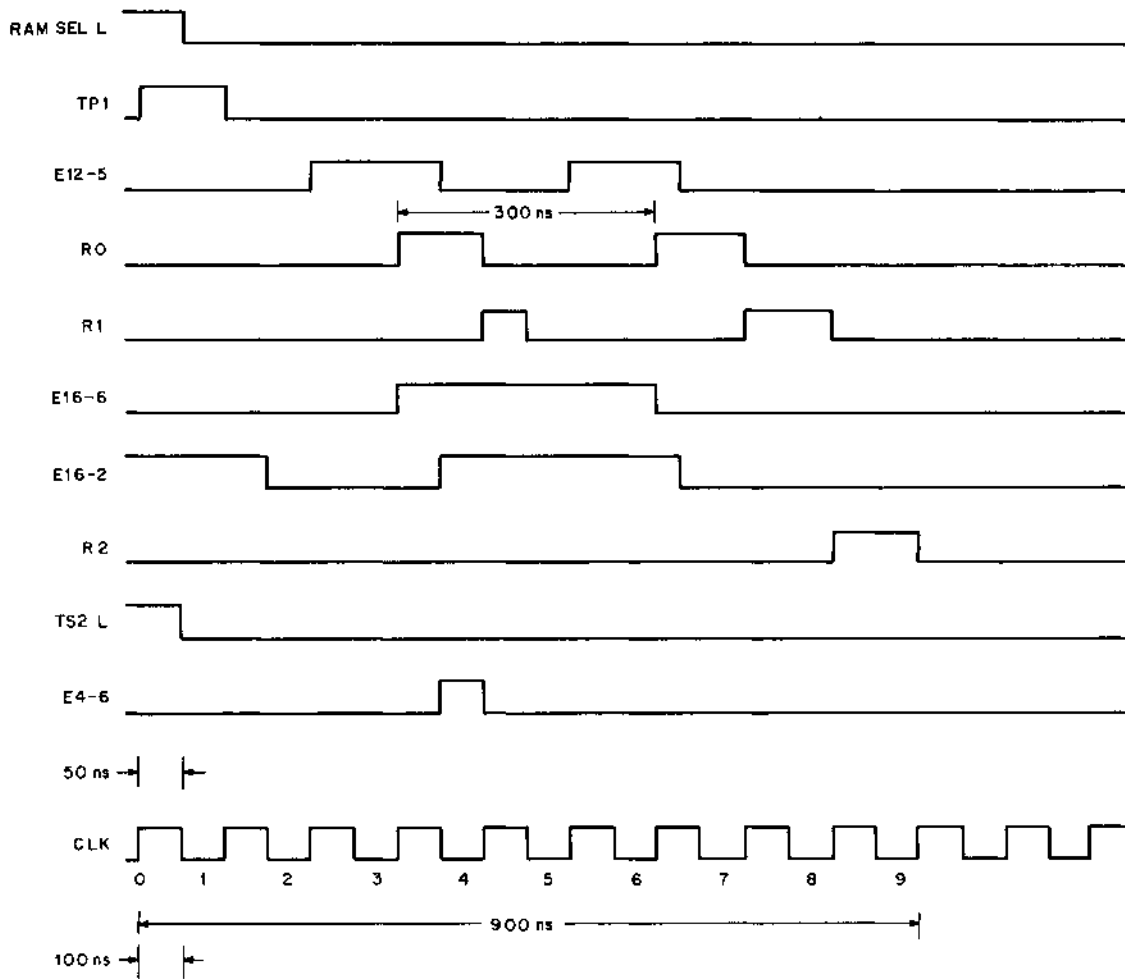 RAM SEL L
TP1
E12-5
300 ns
R0
R1
E16-6
E16-2
R2
TS2 L
E4-6
50 ns
CLK
0 1 2 3 4 5 6 7 8 9
900 ns
100 ns